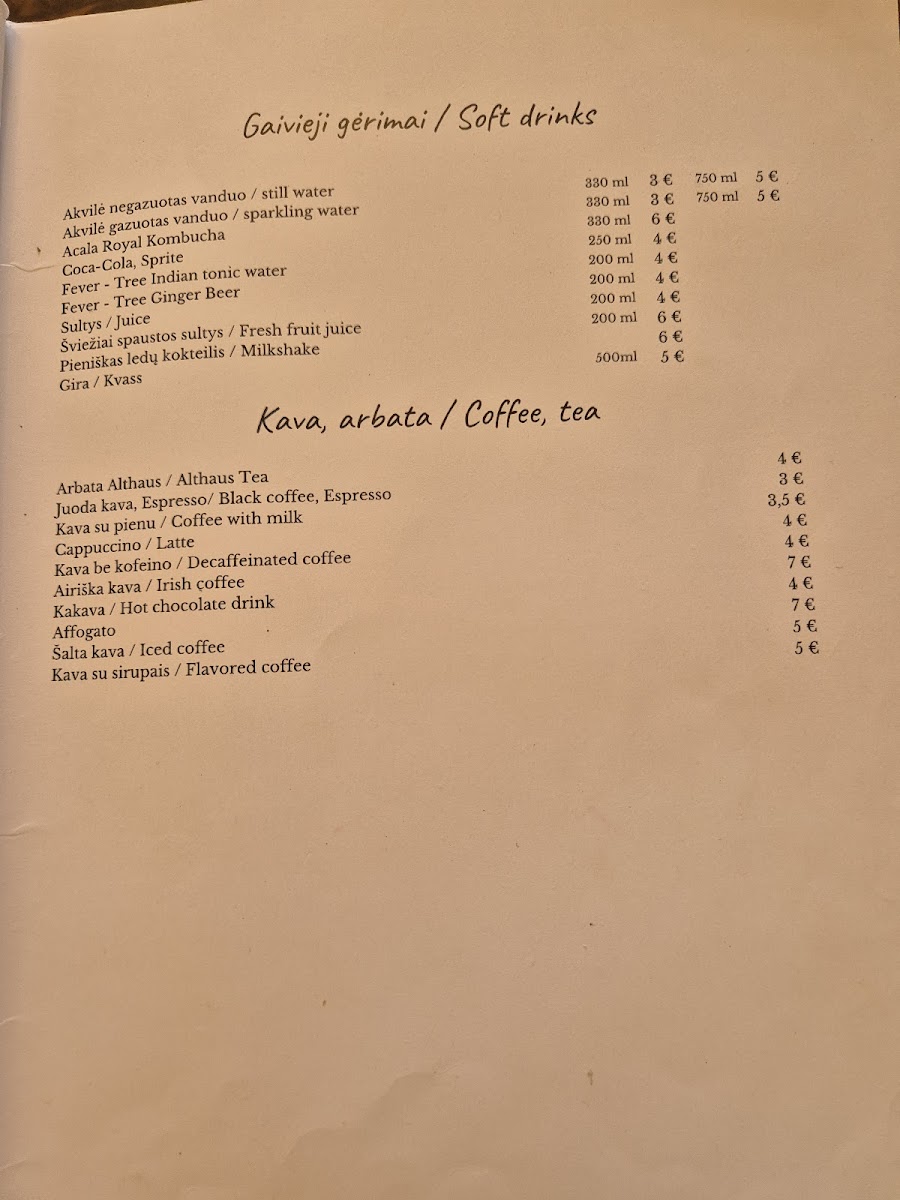 Gaivieji gėrimai / Soft drinks
Akvilė negazuotas vanduo / still water 330 ml 3 € 750 ml 5 €
Akvilė gazuotas vanduo / sparkling water 330 ml 3 € 750 ml 5 €
Acala Royal Kombucha 330 ml 6 €
Coca-Cola, Sprite 250 ml 4 €
Fever - Tree Indian tonic water 200 ml 4 €
Fever - Tree Ginger Beer 200 ml 4 €
Sultys / Juice 200 ml 4 €
Šviežiai spaustos sultys / Fresh fruit juice 200 ml 6 €
Pieniškas ledų kokteilis / Milkshake 6 €
Gira / Kvass 500ml 5 €
Kava, arbata / Coffee, tea
Arbata Althaus / Althaus Tea 4 €
Juoda kava, Espresso/ Black coffee, Espresso 3 €
Kava su pienu / Coffee with milk 3,5 €
Cappuccino / Latte 4 €
Kava be kofeino / Decaffeinated coffee 4 €
Airiška kava / Irish coffee 7 €
Kakava / Hot chocolate drink 4 €
Affogato 7 €
Šalta kava / Iced coffee 5 €
Kava su sirupais / Flavored coffee 5 €